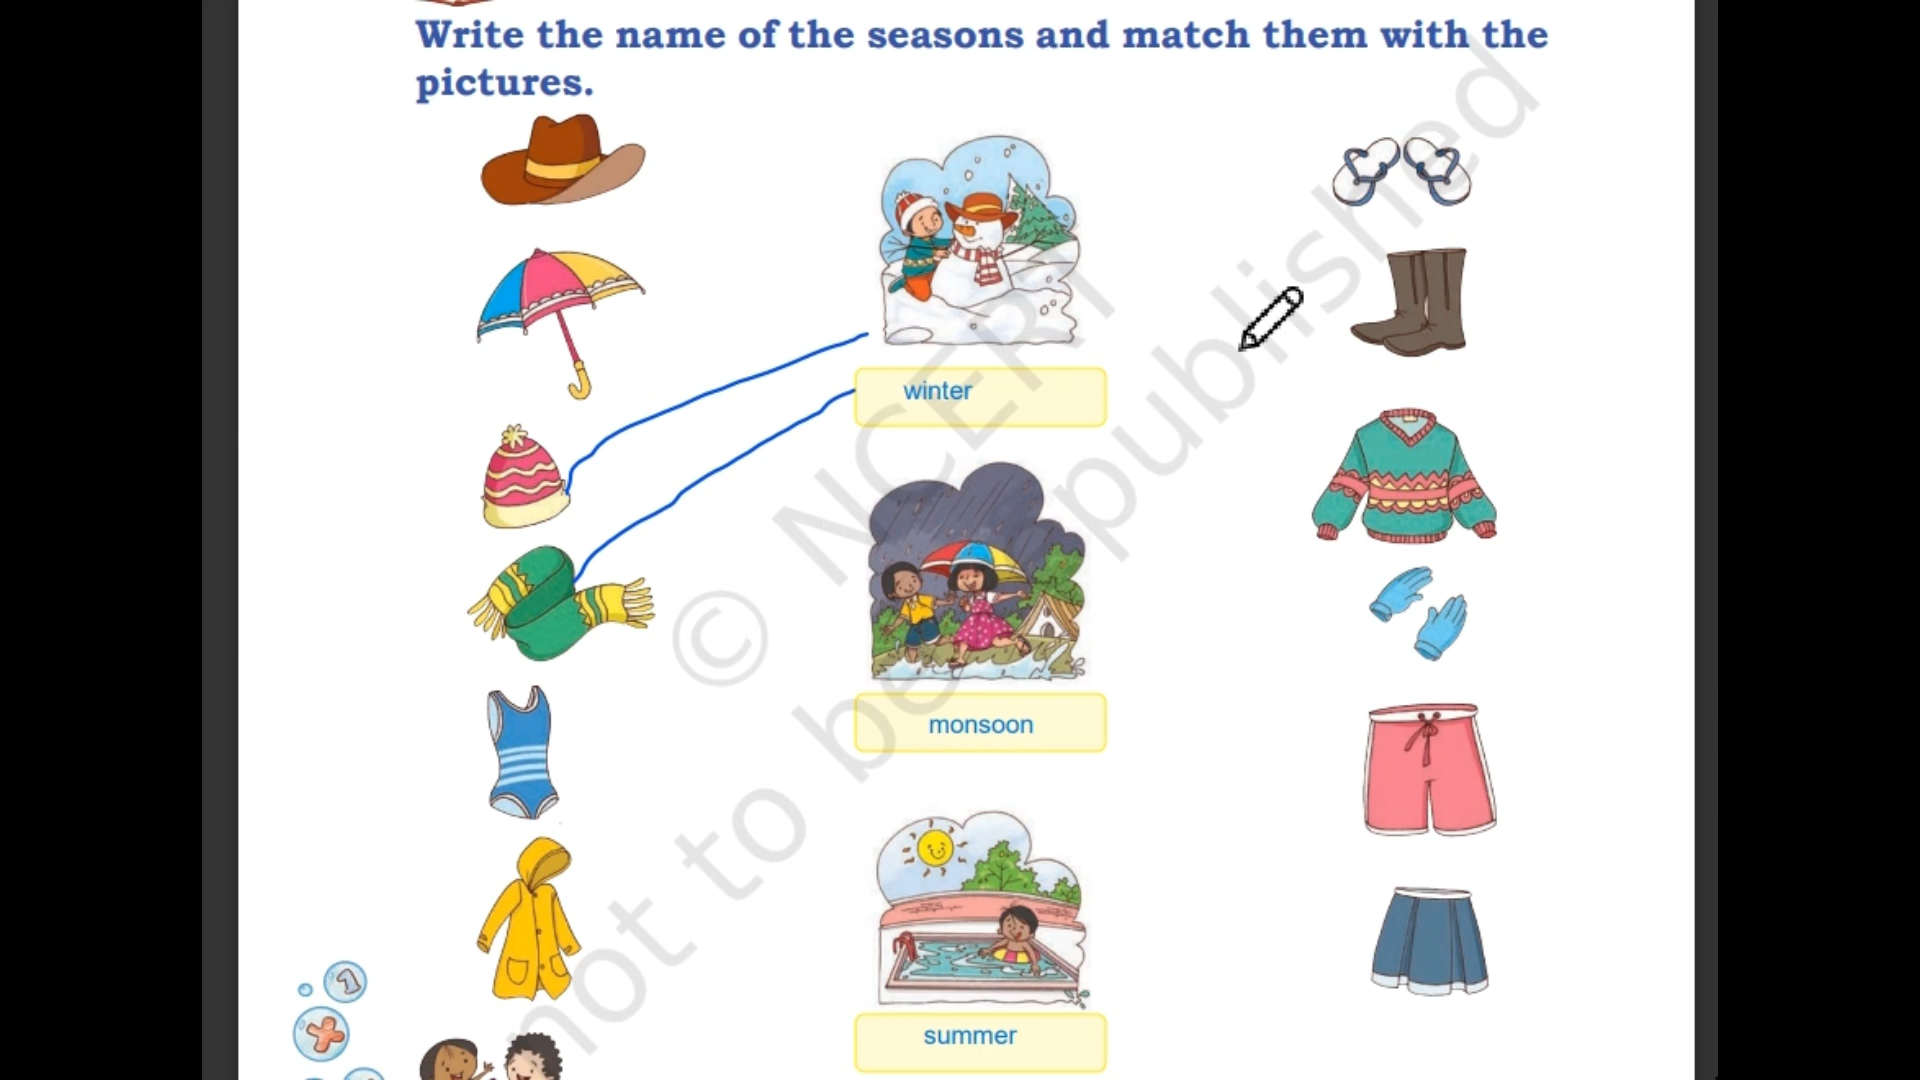 Write the name of the seasons and match them with the
pictures.
winter
monsoon
summer
© NCERT
not to be republished